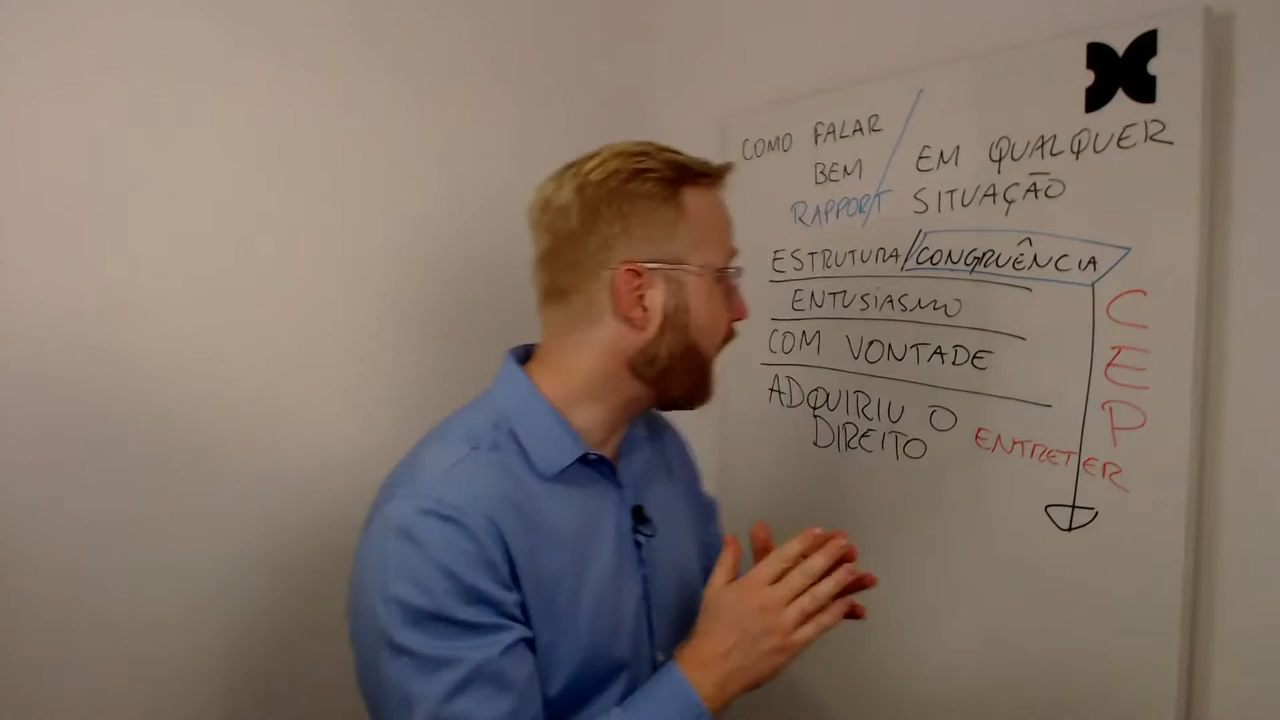 COMO FALAR
BEM
RAPPORT
EM QUALQUER
SITUAÇÃO
ESTRUTURA/CONGRUÊNCIA
ENTUSIASMO
COM VONTADE
ADQUIRIU O
DIREITO
ENTRETER
C
E
P